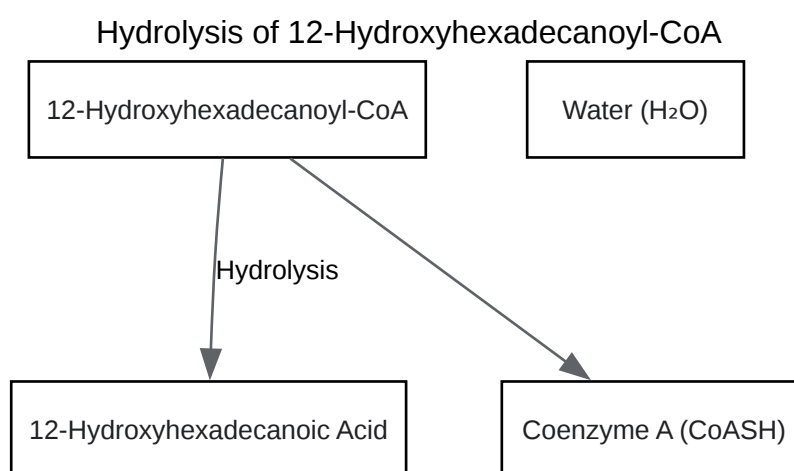 Hydrolysis of 12-Hydroxyhexadecanoyl-CoA
12-Hydroxyhexadecanoyl-CoA
Water (H₂O)
Hydrolysis
12-Hydroxyhexadecanoic Acid
Coenzyme A (CoASH)